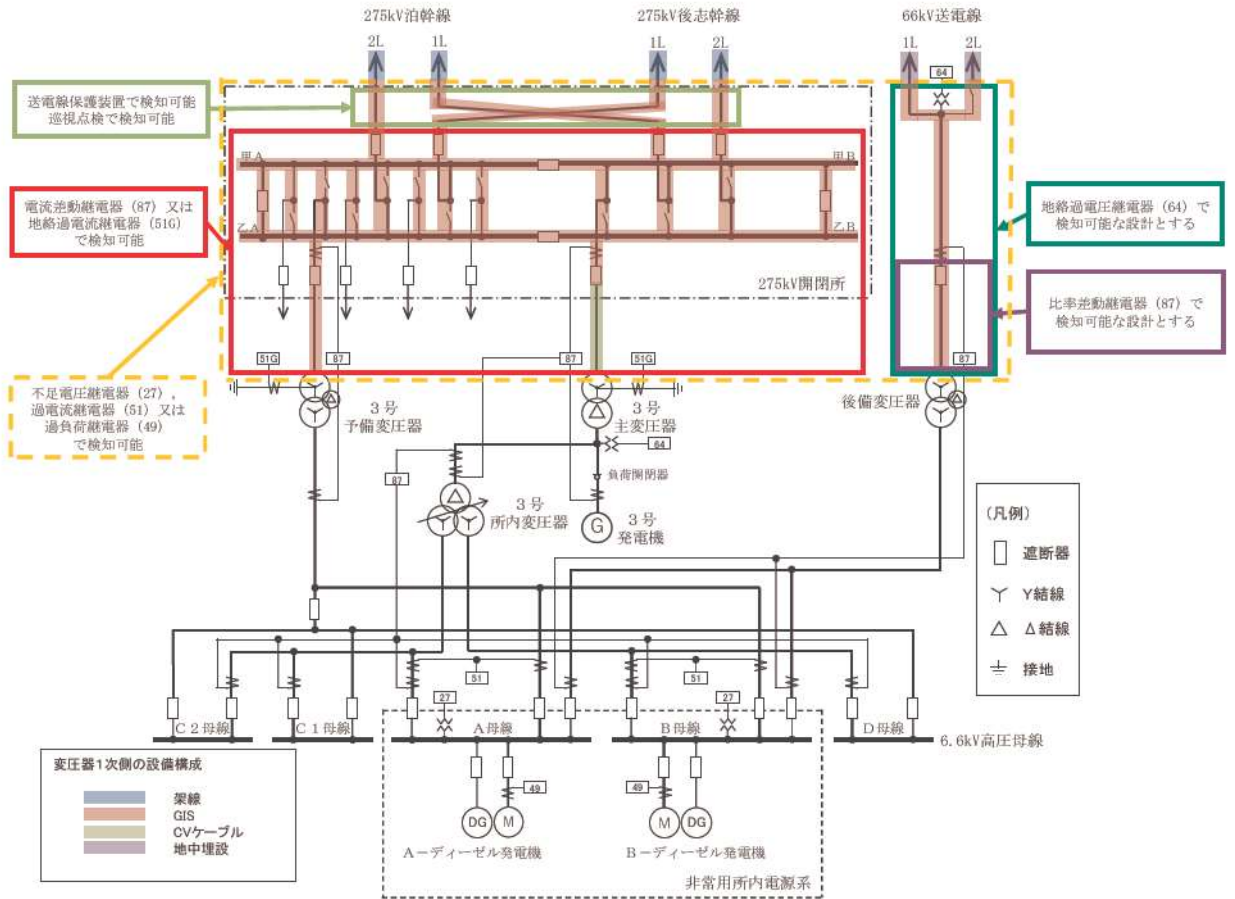 275kV泊幹線
275kV後志幹線
66kV送電線
2L
1L
1L
2L
1L
2L
64
送電線保護装置で検知可能
巡視点検で検知可能
甲A
甲B
電流差動継電器（87）又は
地絡過電流継電器（51G）
で検知可能
地絡過電圧継電器（64）で
検知可能な設計とする
乙A
乙B
275kV開閉所
比率差動継電器（87）で
検知可能な設計とする
51G
87
87
51G
87
不足電圧継電器（27），
過電流継電器（51）又は
過負荷継電器（49）
で検知可能
3号
予備変圧器
3号
主変圧器
後備変圧器
64
87
負荷開閉器
3号
所内変圧器
G
3号
発電機
（凡例）
遮断器
Y結線
Δ結線
接地
51
51
27
27
C2母線
C1母線
A母線
B母線
D母線
6.6kV高圧母線
変圧器1次側の設備構成
架線
GIS
CVケーブル
地中埋設
49
49
DG
M
M
DG
A－ディーゼル発電機
B－ディーゼル発電機
非常用所内電源系